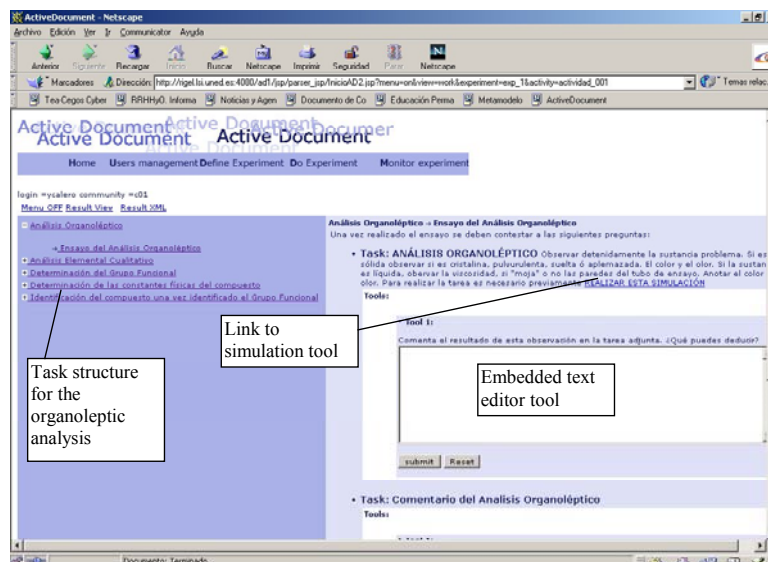 ActiveDocument - Netscape
Archivo Edición Ver Ir Communicator Ayuda
Anterior Siguiente Recargar Inicio Buscar Netscape Imprimir Seguridad Parar Netscape
Marcadores Dirección: http://rigel.lsi.uned.es:4000/ad1/jsp/parser_jsp/InicioAD2.jsp?menu=on&view=work&experiment=exp_1&activity=actividad_001 Temas relac
Tea-Cegos Cyber RRHHyO. Informa Noticias y Agen Documento de Co Educación Perma Metamodelo ActiveDocument
Active Document
Active Document
Home Users management Define Experiment Do Experiment Monitor experiment
login =ycalero community =c01
Menu OFF Result View Result XML
Análisis Organoléptico
Ensayo del Análisis Organoléptico
Análisis Elemental Cualitativo
Determinación del Grupo Funcional
Determinación de las constantes físicas del compuesto
Identificación del compuesto una vez identificado el Grupo Funcional
Análisis Organoléptico → Ensayo del Análisis Organoléptico
Una vez realizado el ensayo se deben contestar a las siguientes preguntas:
• Task: ANÁLISIS ORGANOLÉPTICO Observar detenidamente la sustancia problema. Si es
sólida observar si es cristalina, pulvurulenta, suelta ó aplemazada. El color y el olor. Si la sustan
es líquida, obervar la viscosidad, si "moja" o no las paredes del tubo de ensayo. Anotar el color
olor. Para realizar la tarea es necesario previamente REALIZAR ESTA SIMULACIÓN
Tools:
Tool 1:
Comenta el resultado de esta observación en la tarea adjunta. ¿Qué puedes deducir?
Link to
simulation tool
Task structure
for the
organoleptic
analysis
Embedded text
editor tool
submit Reset
• Task: Comentario del Analisis Organoléptico
Tools:
Documento: Terminado